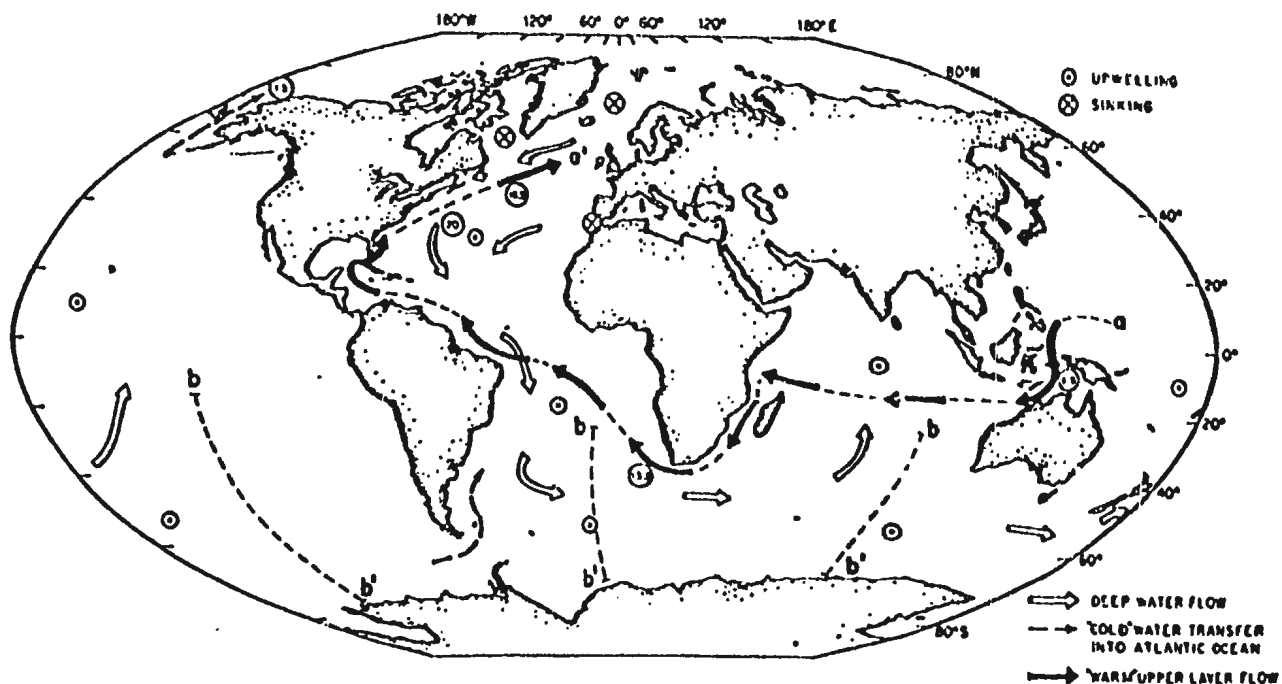 180°W 120° 60° 0° 60° 120° 180°E
80°N
UPWELLING
SINKING
60°
a'
40°
20°
a
0°
b
b
b
20°
40°
60°
b' b' b'
80°S
DEEP WATER FLOW
"COLD" WATER TRANSFER
INTO ATLANTIC OCEAN
"WARM" UPPER LAYER FLOW